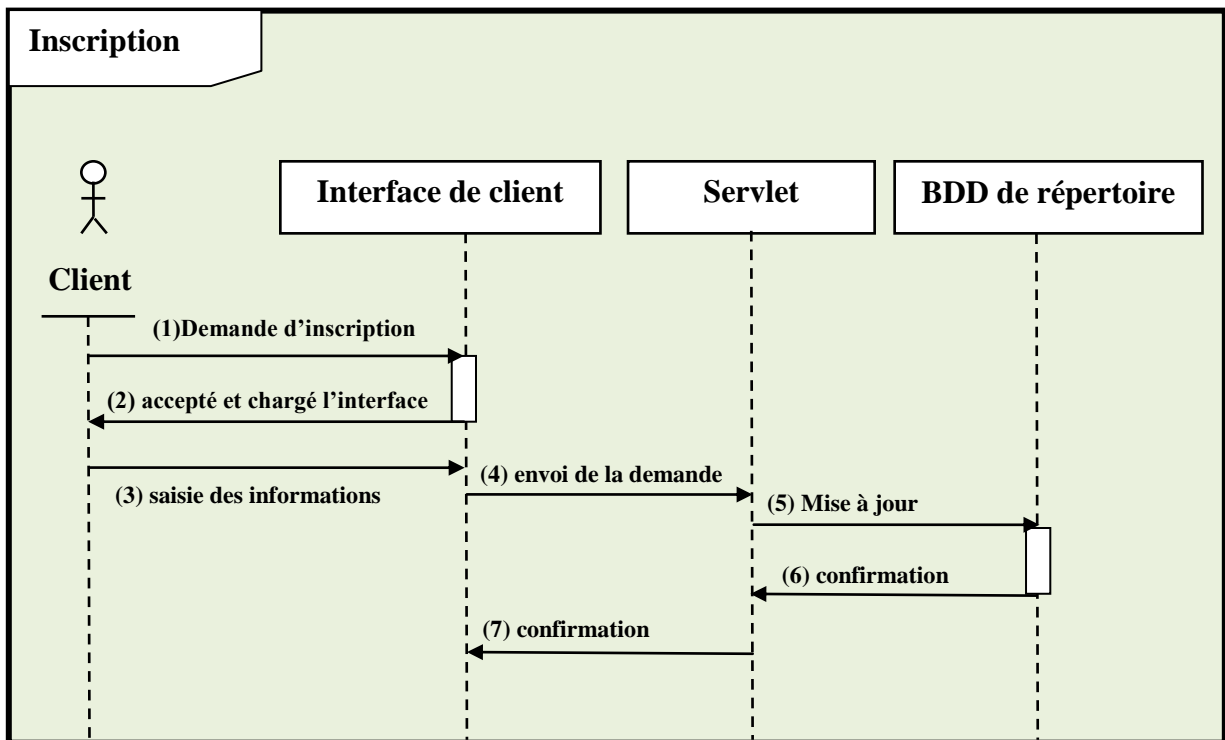 Inscription
Interface de client
Servlet
BDD de répertoire
Client
(1)Demande d’inscription
(2) accepté et chargé l’interface
(3) saisie des informations
(4) envoi de la demande
(5) Mise à jour
(6) confirmation
(7) confirmation